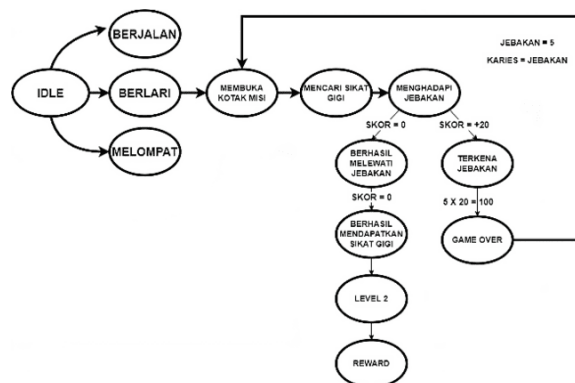 BERJALAN
JEBAKAN = 5
KARIES = JEBAKAN
IDLE
BERLARI
MEMBUKA
KOTAK MISI
MENCARI SIKAT
GIGI
MENGHADAPI
JEBAKAN
SKOR = 0
SKOR = +20
MELOMPAT
BERHASIL
MELEWATI
JEBAKAN
TERKENA
JEBAKAN
SKOR = 0
5 X 20 = 100
BERHASIL
MENDAPATKAN
SIKAT GIGI
GAME OVER
LEVEL 2
REWARD